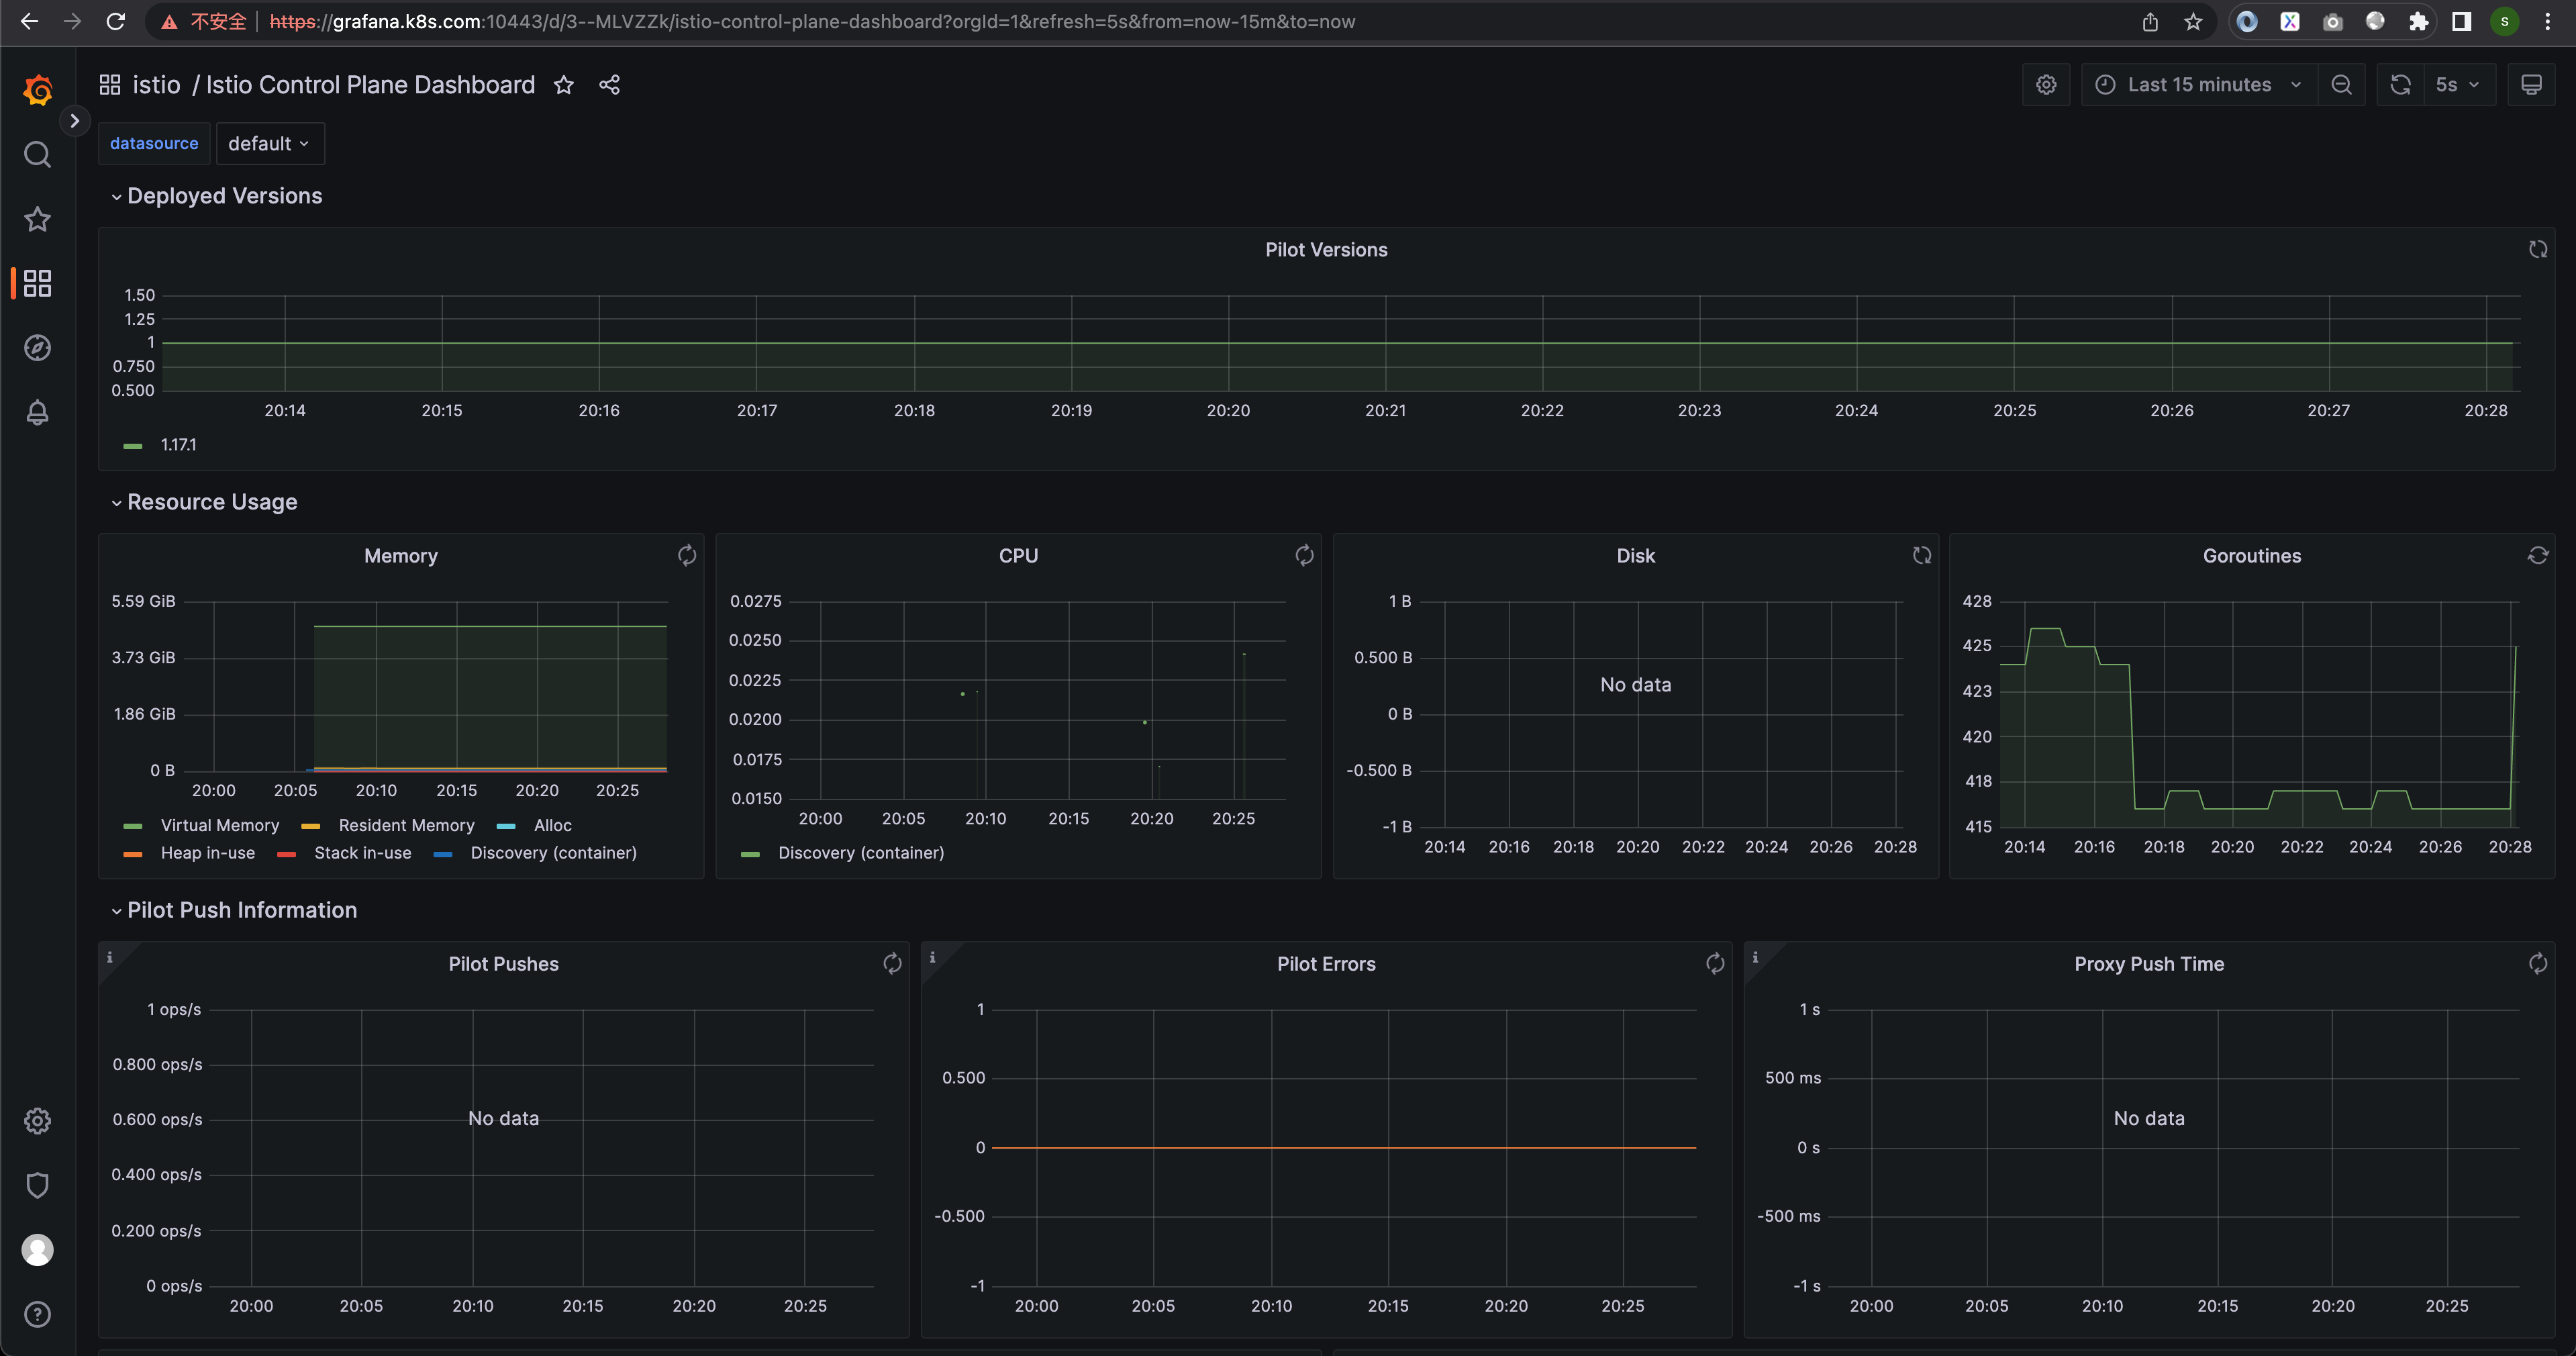 不安全 https://grafana.k8s.com:10443/d/3--MLVZZk/istio-control-plane-dashboard?orgId=1&refresh=5s&from=now-15m&to=now S
istio / Istio Control Plane Dashboard Last 15 minutes 5s
datasource default
Deployed Versions
Pilot Versions
1.50
1.25
1
0.750
0.500
20:14 20:15 20:16 20:17 20:18 20:19 20:20 20:21 20:22 20:23 20:24 20:25 20:26 20:27 20:28
1.17.1
Resource Usage
Memory
5.59 GiB
3.73 GiB
1.86 GiB
0 B
20:00 20:05 20:10 20:15 20:20 20:25
Virtual Memory Resident Memory Alloc
Heap in-use Stack in-use Discovery (container)
CPU
0.0275
0.0250
0.0225
0.0200
0.0175
0.0150
20:00 20:05 20:10 20:15 20:20 20:25
Discovery (container)
Disk
1 B
0.500 B
No data
0 B
-0.500 B
-1 B
20:14 20:16 20:18 20:20 20:22 20:24 20:26 20:28
Goroutines
428
425
423
420
418
415
20:14 20:16 20:18 20:20 20:22 20:24 20:26 20:28
Pilot Push Information
i
Pilot Pushes
1 ops/s
0.800 ops/s
0.600 ops/s
No data
0.400 ops/s
0.200 ops/s
0 ops/s
20:00 20:05 20:10 20:15 20:20 20:25
i
Pilot Errors
1
0.500
0
-0.500
-1
20:00 20:05 20:10 20:15 20:20 20:25
i
Proxy Push Time
1 s
500 ms
No data
0 s
-500 ms
-1 s
20:00 20:05 20:10 20:15 20:20 20:25